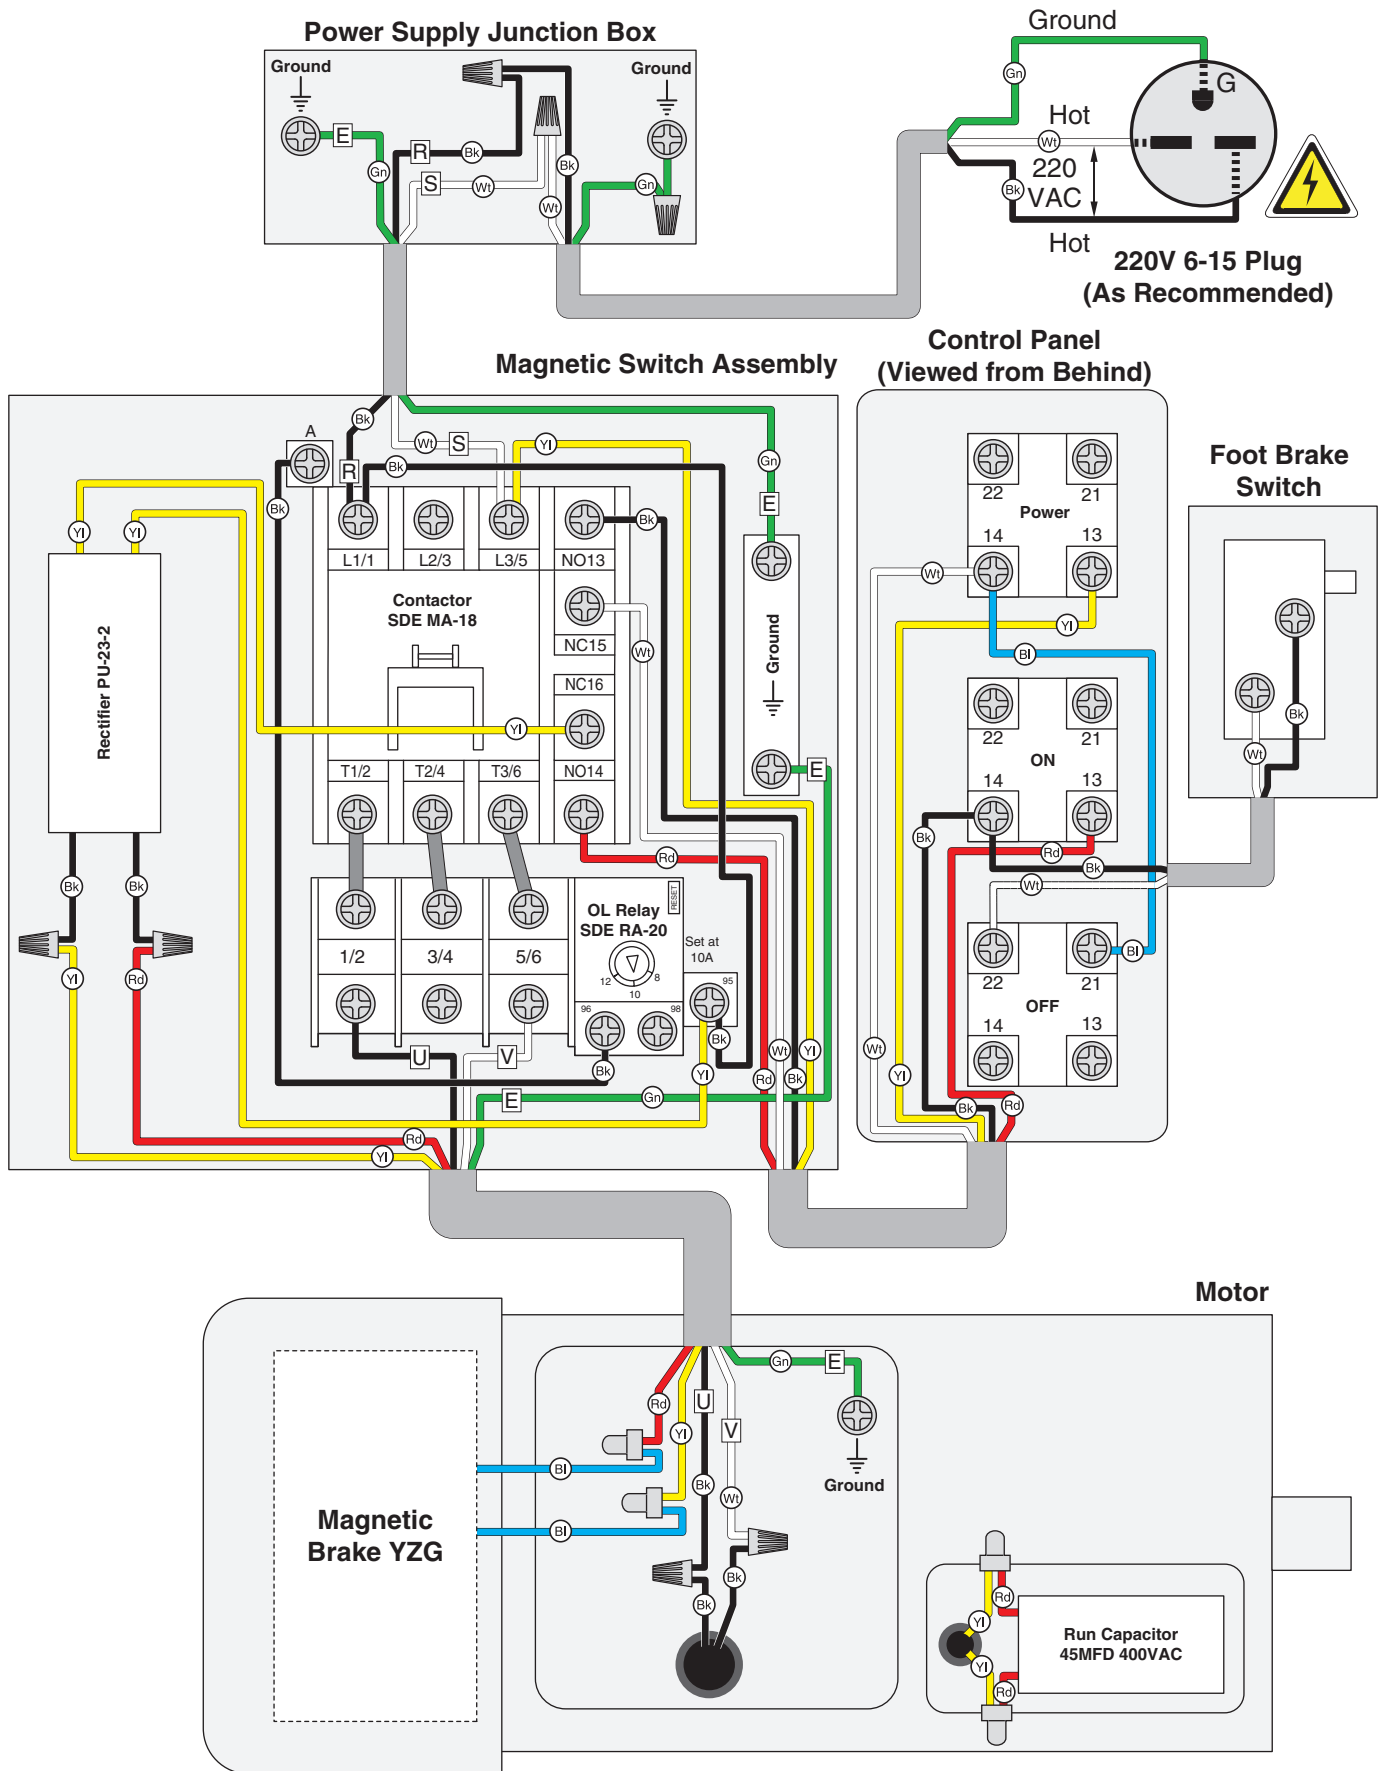 Power Supply Junction Box
Ground
Ground
E
Gn
R
Bk
S
Wt
Wt
Bk
Gn
Ground
Gn
G
Hot
Wt
220
VAC
Bk
Hot
220V 6-15 Plug
(As Recommended)
Magnetic Switch Assembly
A
Bk
R
Wt
S
Bk
Yl
Gn
E
Bk
Bk
Yl
Yl
L1/1
L2/3
L3/5
NO13
Contactor
SDE MA-18
NC15
Wt
NC16
Yl
T1/2
T2/4
T3/6
NO14
Ground
E
Rectifier PU-23-2
Bk
Bk
Yl
Rd
Rd
1/2
3/4
5/6
OL Relay
SDE RA-20
RESET
Set at
10A
12
8
10
96
98
95
Bk
Bk
Yl
U
V
E
Gn
Rd
Wt
Bk
Yl
Rd
Yl
Control Panel
(Viewed from Behind)
22
21
Power
14
13
Wt
Yl
Bl
22
21
ON
14
13
Bk
Rd
Bk
Wt
Bl
22
21
OFF
14
13
Wt
Yl
Bk
Rd
Foot Brake
Switch
Wt
Bk
Motor
Gn
E
Ground
Rd
Yl
U
V
Bl
Bk
Wt
Bl
Bk
Bk
Magnetic
Brake YZG
Rd
Yl
Yl
Rd
Run Capacitor
45MFD 400VAC